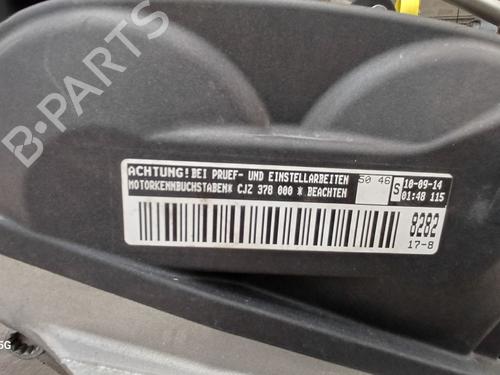 B-PARTS
ACHTUNG! BEI PRUEF- UND EINSTELLARBEITEN
MOTORKENNBUCHSTABEN* CJZ 378 000 * BEACHTEN
50 46
S
10-09-14
01:48 115
8282
17-8
5G